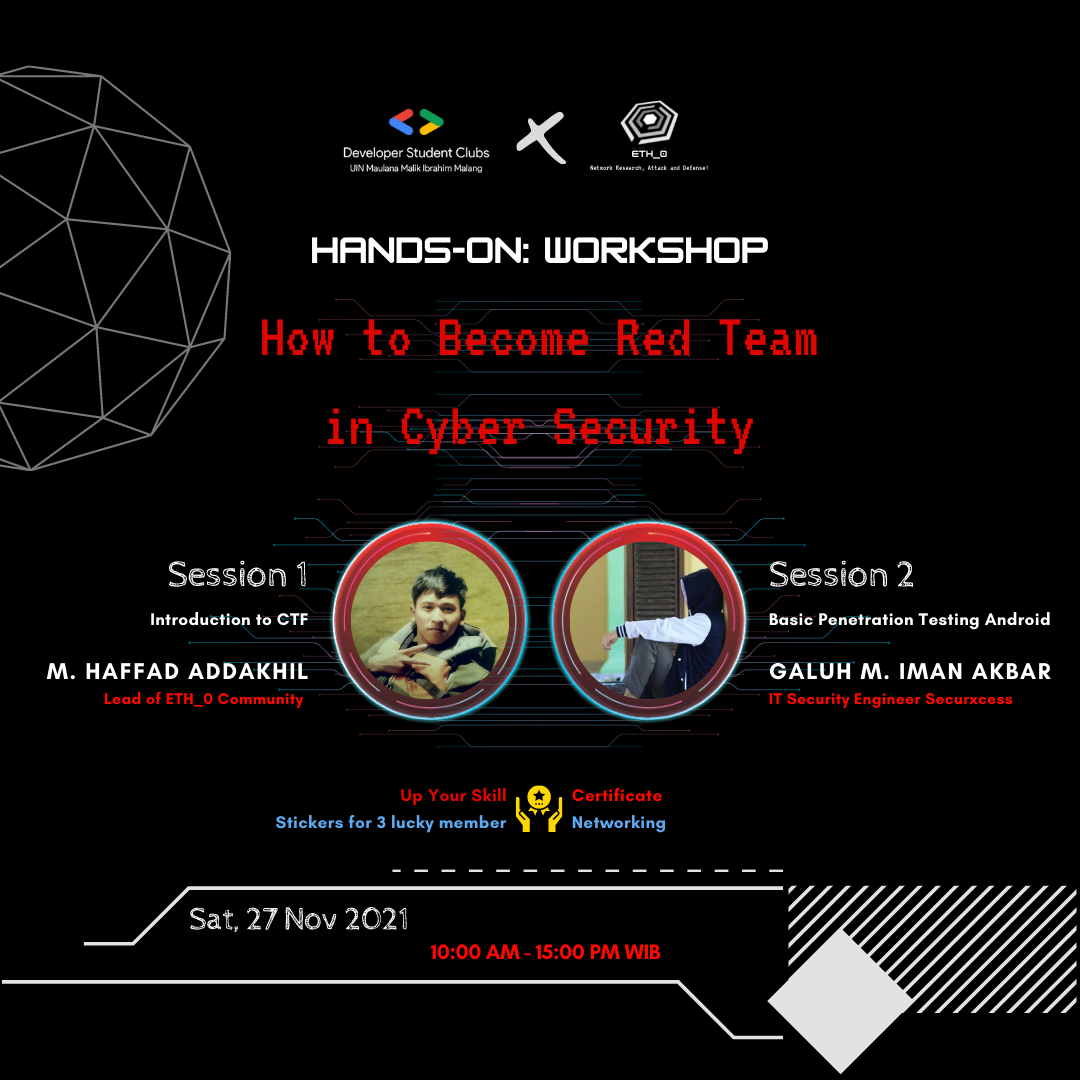 Developer Student Clubs
UIN Maulana Malik Ibrahim Malang
ETH_0
Network Research, Attack and Defense!
HANDS-ON: WORKSHOP
How to Become Red Team
in Cyber Security
Session 1
Introduction to CTF
M. HAFFAD ADDAKHIL
Lead of ETH_0 Community
Session 2
Basic Penetration Testing Android
GALUH M. IMAN AKBAR
IT Security Engineer Securxcess
Up Your Skill
Stickers for 3 lucky member
Certificate
Networking
Sat, 27 Nov 2021
10:00 AM - 15:00 PM WIB